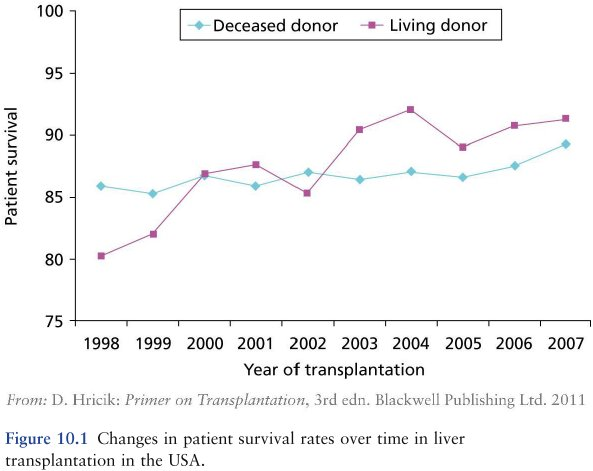 100
Deceased donor Living donor
95
90
85
80
75
Patient survival
1998 1999 2000 2001 2002 2003 2004 2005 2006 2007
Year of transplantation
From: D. Hricik: Primer on Transplantation, 3rd edn. Blackwell Publishing Ltd. 2011
Figure 10.1 Changes in patient survival rates over time in liver
transplantation in the USA.